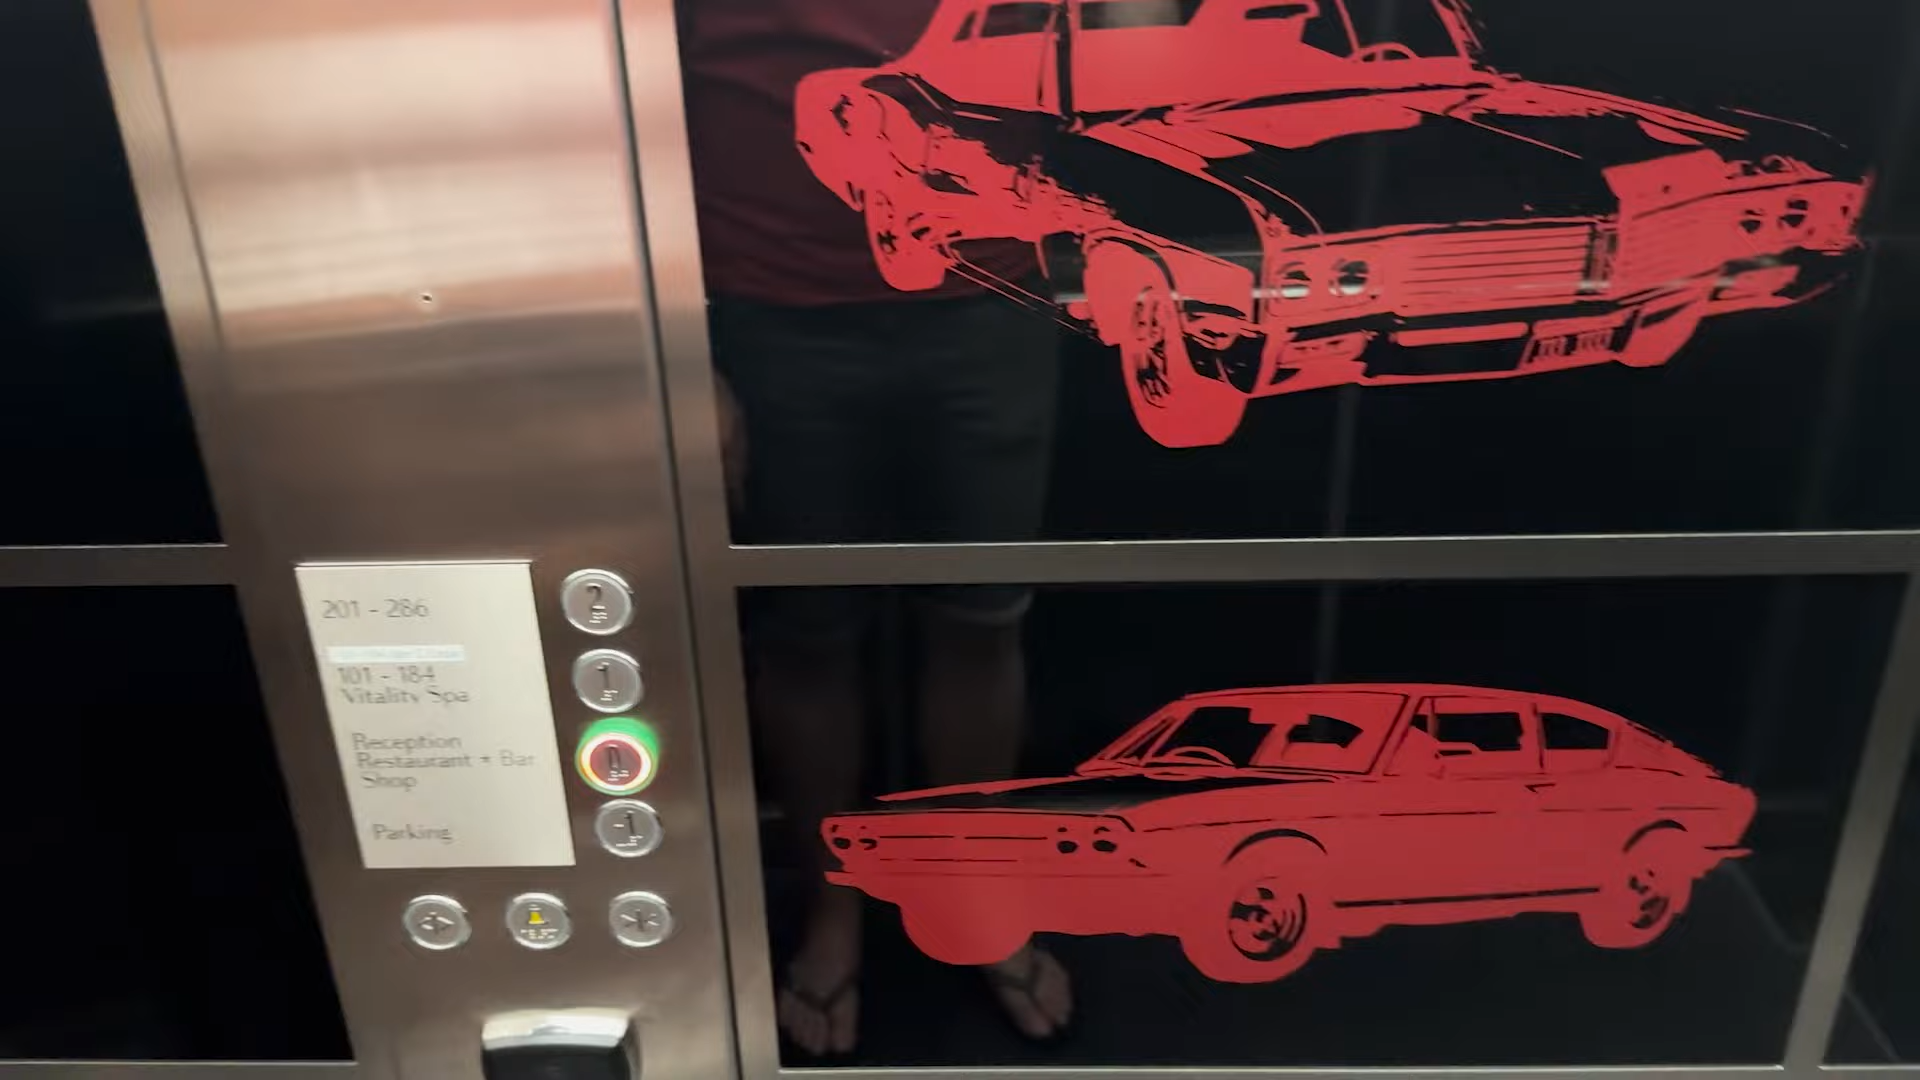 201 - 286
2
101 - 184
1
Vitality Spa
Reception
Restaurant + Bar
0
Shop
Parking
-1